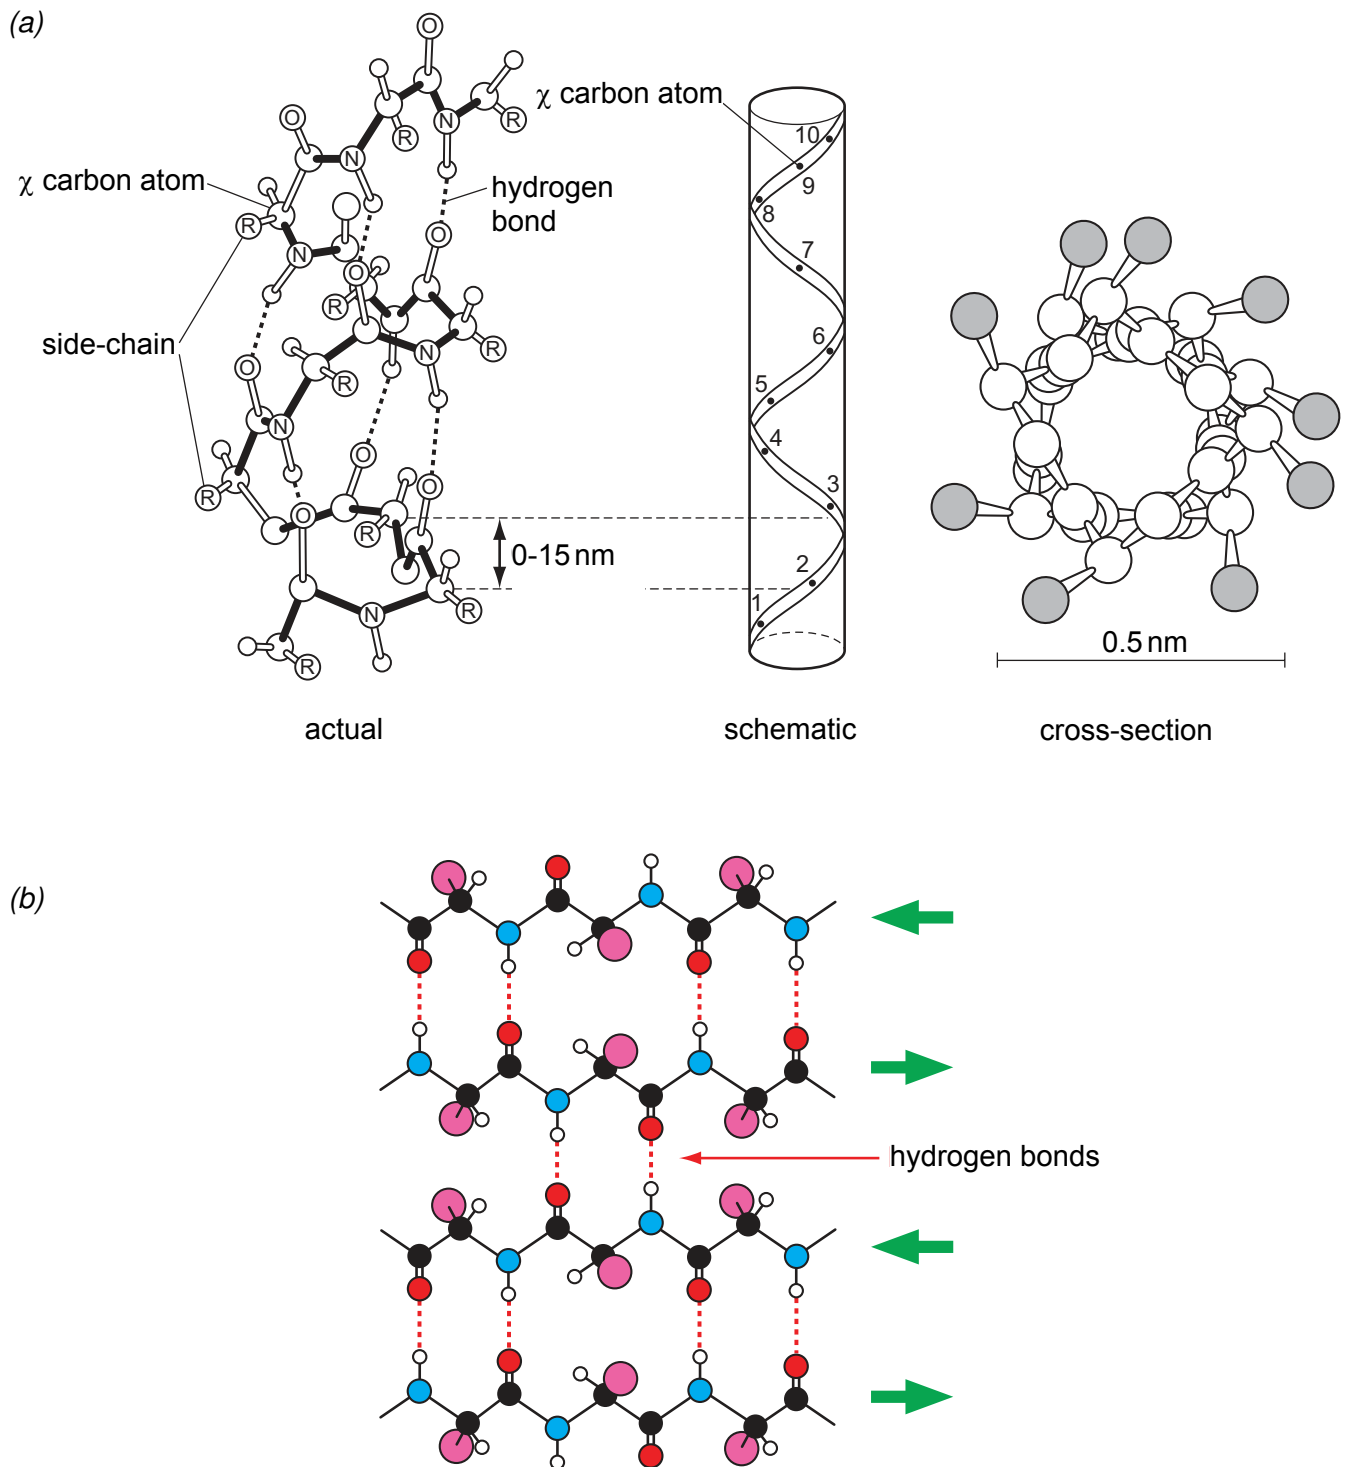 (a)
O
O
χ carbon atom
O
N
R
10
N
χ carbon atom
hydrogen
bond
9
8
R
N
O
7
O
R
side-chain
6
N
R
O
R
5
N
4
O
R
O
3
O
R
0-15 nm
2
R
N
1
R
0.5 nm
actual
schematic
cross-section
(b)
hydrogen bonds